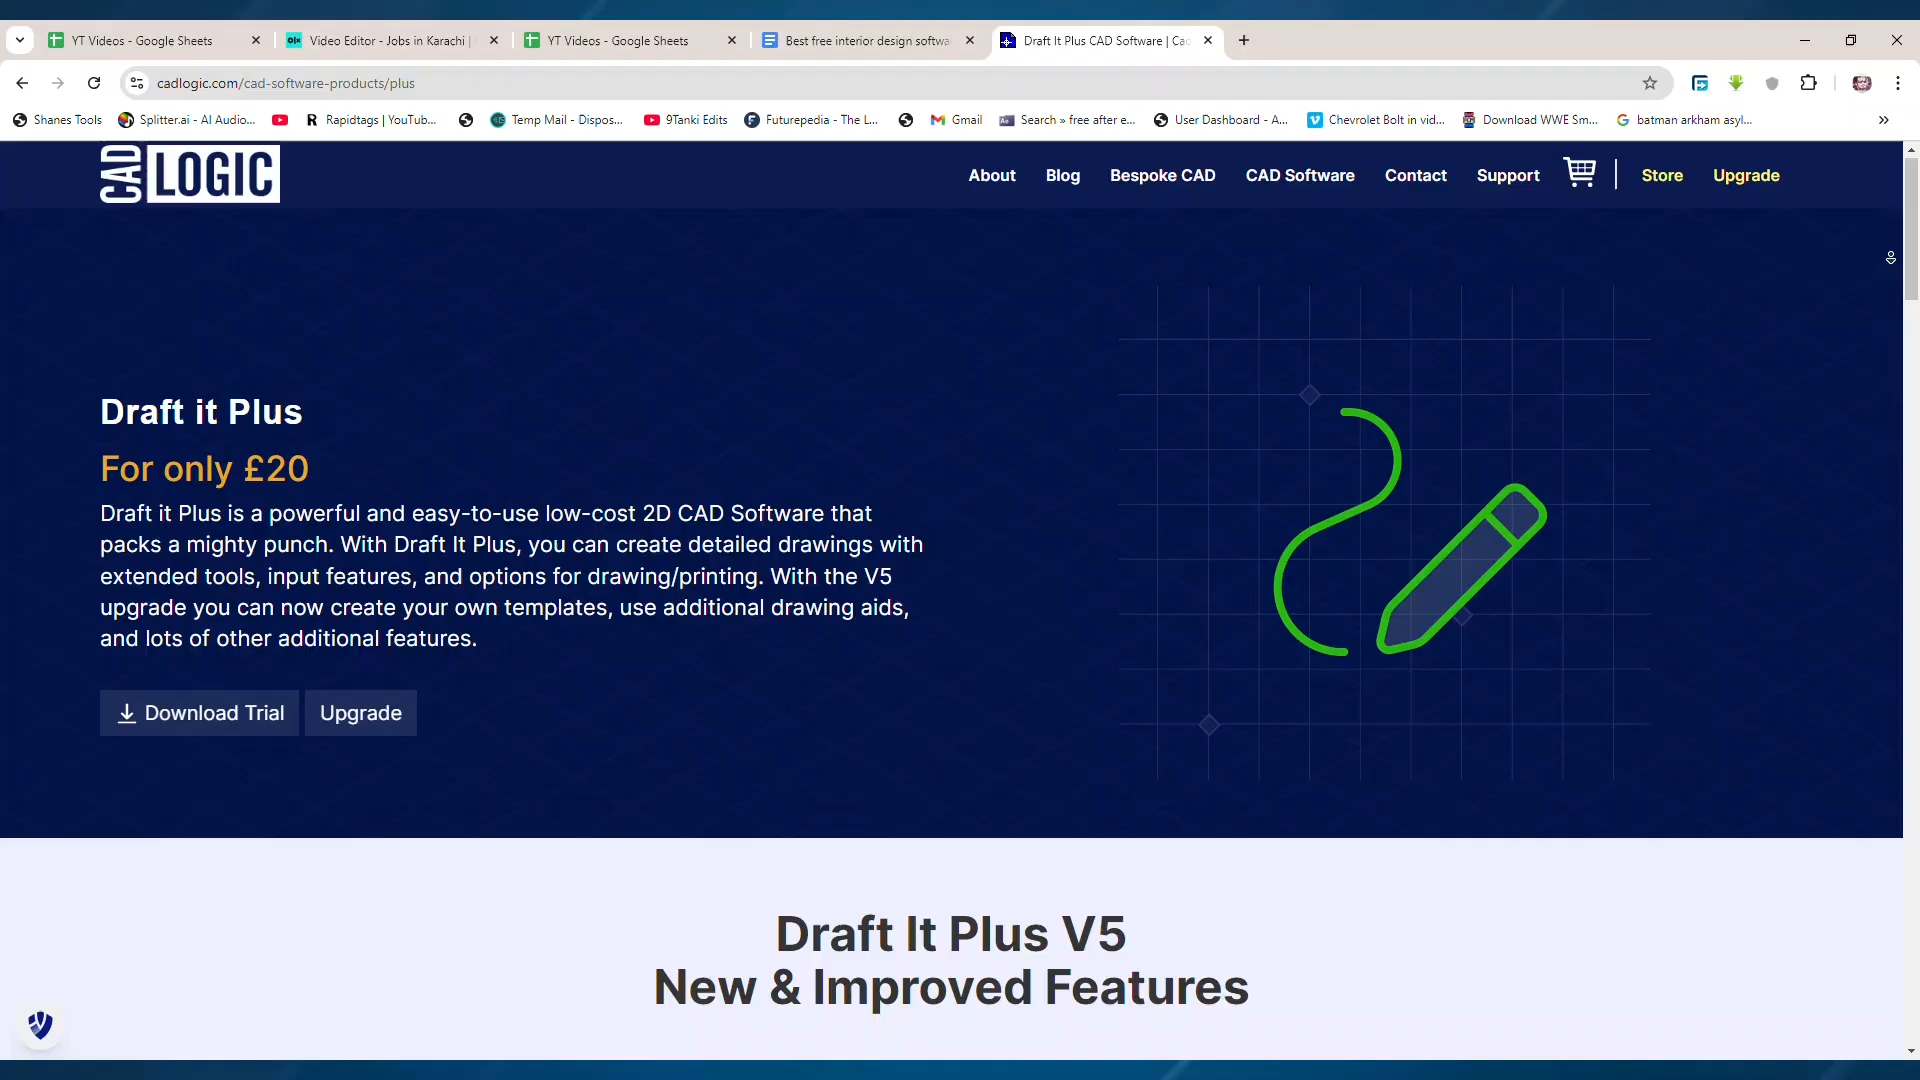 YT Videos - Google Sheets
Video Editor - Jobs in Karachi |
YT Videos - Google Sheets
Best free interior design softwa
Draft It Plus CAD Software | Cad
cadlogic.com/cad-software-products/plus
Shanes Tools
Splitter.ai - AI Audio...
Rapidtags | YouTub...
Temp Mail - Dispos...
9Tanki Edits
Futurepedia - The L...
Gmail
Search » free after e...
User Dashboard - A...
Chevrolet Bolt in vid...
Download WWE Sm...
batman arkham asyl...
CAD LOGIC
About
Blog
Bespoke CAD
CAD Software
Contact
Support
Store
Upgrade
Draft it Plus
For only £20
Draft it Plus is a powerful and easy-to-use low-cost 2D CAD Software that
packs a mighty punch. With Draft It Plus, you can create detailed drawings with
extended tools, input features, and options for drawing/printing. With the V5
upgrade you can now create your own templates, use additional drawing aids,
and lots of other additional features.
Download Trial
Upgrade
Draft It Plus V5
New & Improved Features